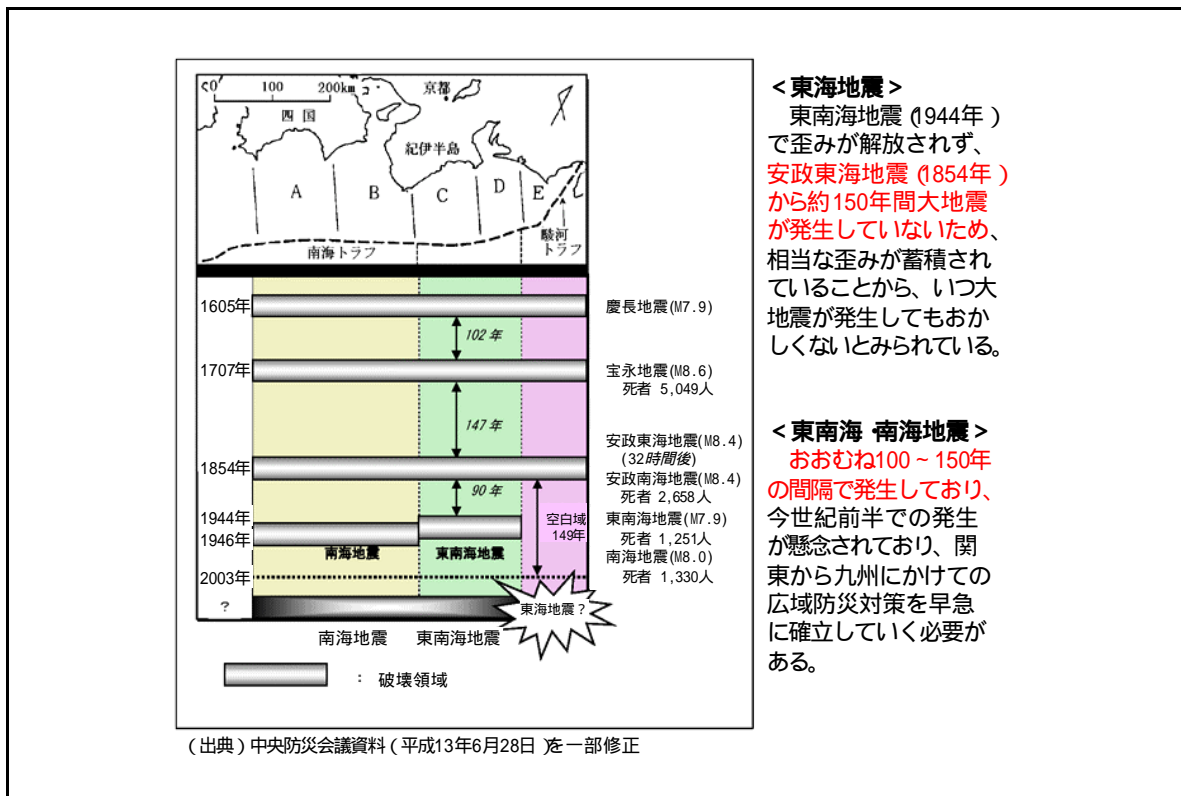 0 100 200km
コ
京都
四国
紀伊半島
A B C D E
駿河
トラフ
南海トラフ
1605年
慶長地震(M7.9)
102年
1707年
宝永地震(M8.6)
死者 5,049人
147年
安政東海地震(M8.4)
(32時間後)
1854年
安政南海地震(M8.4)
死者 2,658人
90年
1944年
1946年
空白域
149年
東南海地震(M7.9)
死者 1,251人
南海地震(M8.0)
死者 1,330人
南海地震
東南海地震
2003年
?
東海地震?
南海地震 東南海地震
: 破壊領域
(出典)中央防災会議資料(平成13年6月28日)を一部修正
<東海地震>
東南海地震(1944年)
で歪みが解放されず、
安政東海地震(1854年)
から約150年間大地震
が発生していないため、
相当な歪みが蓄積され
ていることから、いつ大
地震が発生してもおか
しくないとみられている。
<東南海・南海地震>
おおむね100~150年
の間隔で発生しており、
今世紀前半での発生
が懸念されており、関
東から九州にかけての
広域防災対策を早急
に確立していく必要が
ある。